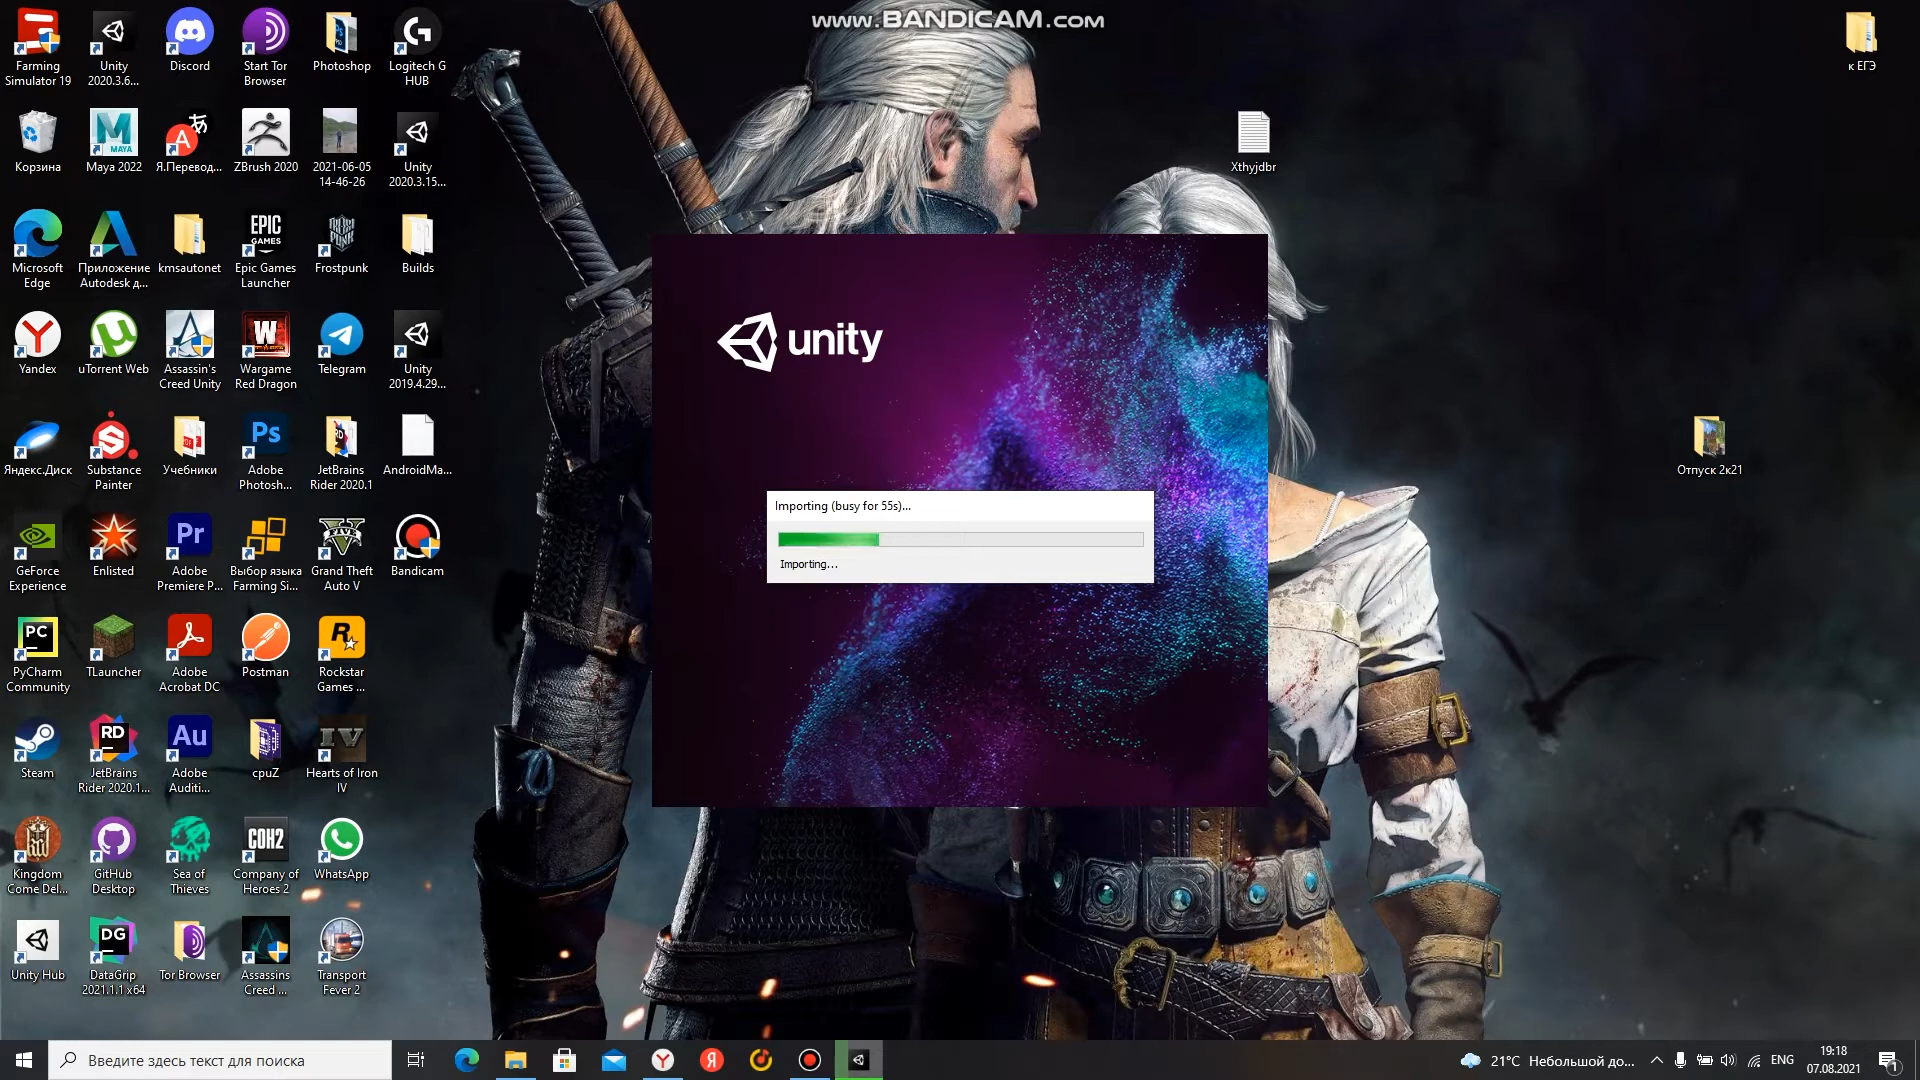 www.BANDICAM.com
Farming
Simulator 19
Unity
2020.3.6...
Discord
Start Tor
Browser
Photoshop
Logitech G
HUB
к ЕГЭ
Корзина
Maya 2022
Я.Перевод...
ZBrush 2020
2021-06-05
14-46-26
Unity
2020.3.15...
Xthyjdbr
Microsoft
Edge
Приложение
Autodesk д...
kmsautonet
Epic Games
Launcher
Frostpunk
Builds
Yandex
uTorrent Web
Assassin's
Creed Unity
Wargame
Red Dragon
Telegram
Unity
2019.4.29...
unity
Яндекс.Диск
Substance
Painter
Учебники
Adobe
Photosh...
JetBrains
Rider 2020.1
AndroidMa...
Отпуск 2к21
Importing (busy for 55s)...
Importing...
GeForce
Experience
Enlisted
Adobe
Premiere P...
Выбор языка
Farming Si...
Grand Theft
Auto V
Bandicam
PyCharm
Community
TLauncher
Adobe
Acrobat DC
Postman
Rockstar
Games ...
Steam
JetBrains
Rider 2020.1...
Adobe
Auditi...
cpuZ
Hearts of Iron
IV
Kingdom
Come Del...
GitHub
Desktop
Sea of
Thieves
Company of
Heroes 2
WhatsApp
Unity Hub
DataGrip
2021.1.1 x64
Tor Browser
Assassins
Creed ...
Transport
Fever 2
Введите здесь текст для поиска
21°C Небольшой до...
ENG
19:18
07.08.2021
1